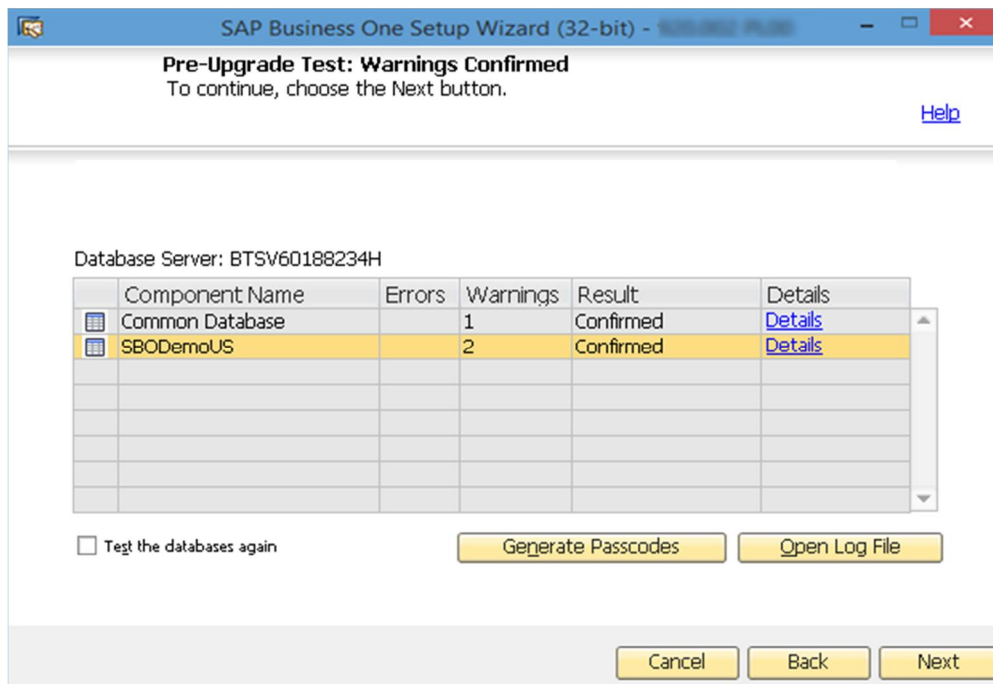 SAP Business One Setup Wizard (32-bit) -
Pre-Upgrade Test: Warnings Confirmed
To continue, choose the Next button.
Help
Database Server: BTSV60188234H
Component Name Errors Warnings Result Details
Common Database 1 Confirmed Details
SBODemoUS 2 Confirmed Details
Test the databases again Generate Passcodes Open Log File
Cancel Back Next